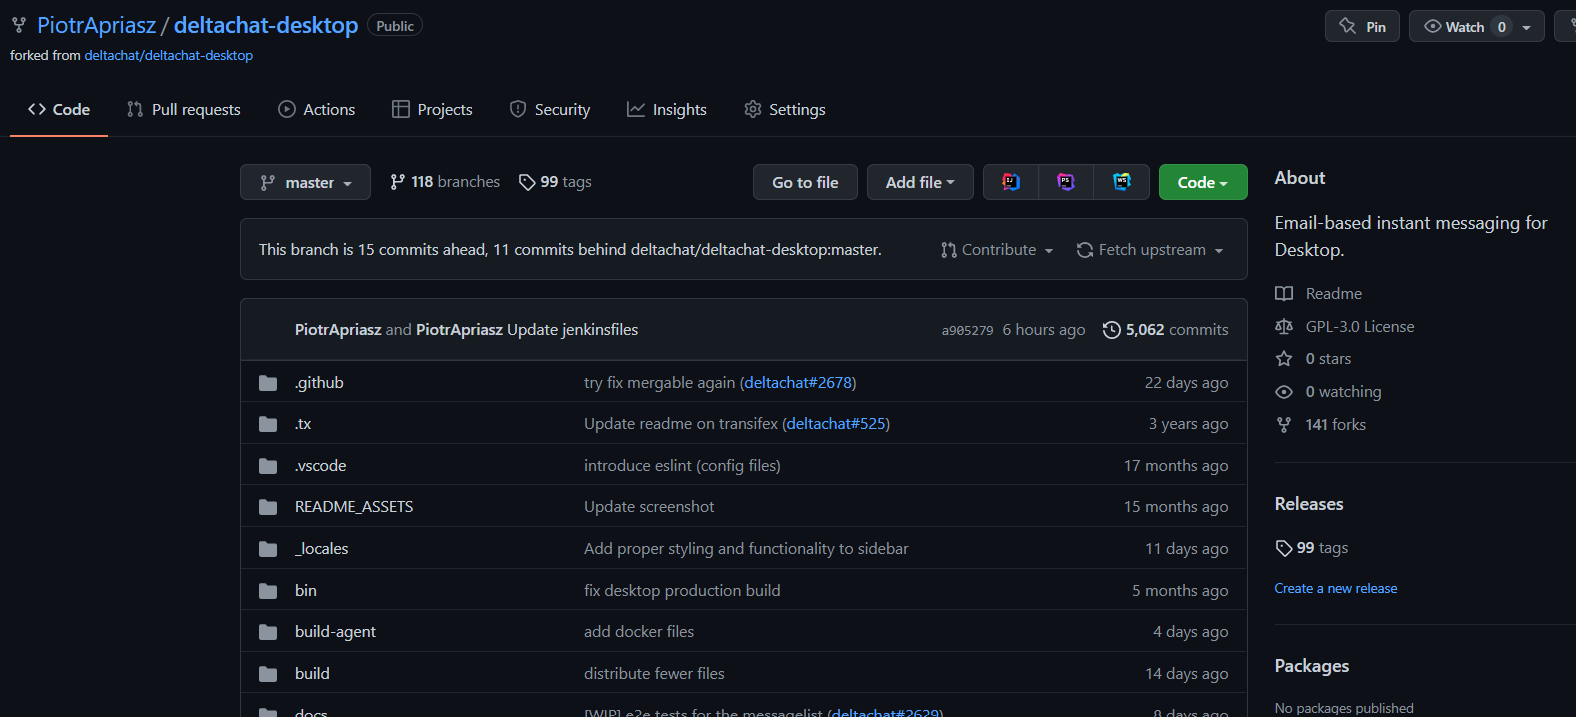 PiotrApriasz / deltachat-desktop Public
Pin
Watch 0
forked from deltachat/deltachat-desktop
Code Pull requests Actions Projects Security Insights Settings
master 118 branches 99 tags Go to file Add file Code
This branch is 15 commits ahead, 11 commits behind deltachat/deltachat-desktop:master. Contribute Fetch upstream
PiotrApriasz and PiotrApriasz Update jenkinsfiles a905279 6 hours ago 5,062 commits
.github try fix mergable again (deltachat#2678) 22 days ago
.tx Update readme on transifex (deltachat#525) 3 years ago
.vscode introduce eslint (config files) 17 months ago
README_ASSETS Update screenshot 15 months ago
_locales Add proper styling and functionality to sidebar 11 days ago
bin fix desktop production build 5 months ago
build-agent add docker files 4 days ago
build distribute fewer files 14 days ago
docs [WIP] e2e tests for the messagelist (deltachat#2629) 8 days ago
About
Email-based instant messaging for
Desktop.
Readme
GPL-3.0 License
0 stars
0 watching
141 forks
Releases
99 tags
Create a new release
Packages
No packages published